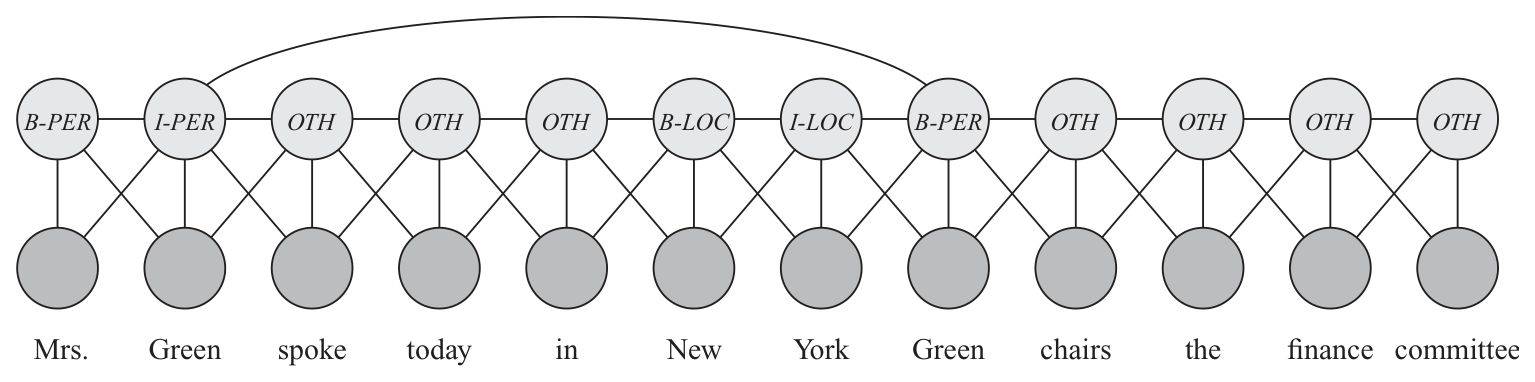 B-PER I-PER OTH OTH OTH B-LOC I-LOC B-PER OTH OTH OTH OTH
Mrs. Green spoke today in New York Green chairs the finance committee